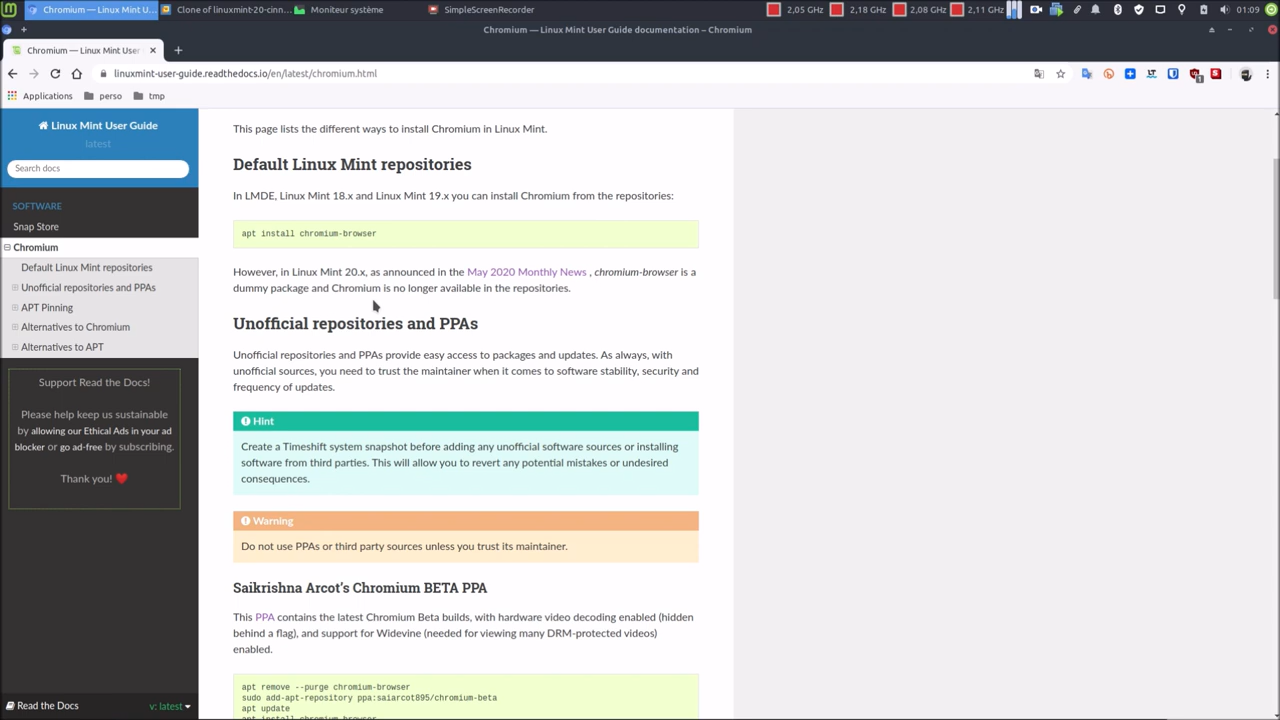 Chromium — Linux Mint U...
Clone of linuxmint-20-cinn...
Moniteur système
SimpleScreenRecorder
2,05 GHz
2,18 GHz
2,08 GHz
2,11 GHz
01:09
Chromium — Linux Mint User Guide documentation – Chromium
Chromium — Linux Mint User
linuxmint-user-guide.readthedocs.io/en/latest/chromium.html
Applications
perso
tmp
Linux Mint User Guide
latest
Search docs
SOFTWARE
Snap Store
Chromium
Default Linux Mint repositories
Unofficial repositories and PPAs
APT Pinning
Alternatives to Chromium
Alternatives to APT
Support Read the Docs!
Please help keep us sustainable
by allowing our Ethical Ads in your ad
blocker or go ad-free by subscribing.
Thank you! ❤️
Read the Docs
v: latest
This page lists the different ways to install Chromium in Linux Mint.
Default Linux Mint repositories
In LMDE, Linux Mint 18.x and Linux Mint 19.x you can install Chromium from the repositories:
apt install chromium-browser
However, in Linux Mint 20.x, as announced in the May 2020 Monthly News , chromium-browser is a
dummy package and Chromium is no longer available in the repositories.
Unofficial repositories and PPAs
Unofficial repositories and PPAs provide easy access to packages and updates. As always, with
unofficial sources, you need to trust the maintainer when it comes to software stability, security and
frequency of updates.
Hint
Create a Timeshift system snapshot before adding any unofficial software sources or installing
software from third parties. This will allow you to revert any potential mistakes or undesired
consequences.
Warning
Do not use PPAs or third party sources unless you trust its maintainer.
Saikrishna Arcot's Chromium BETA PPA
This PPA contains the latest Chromium Beta builds, with hardware video decoding enabled (hidden
behind a flag), and support for Widevine (needed for viewing many DRM-protected videos)
enabled.
apt remove --purge chromium-browser
sudo add-apt-repository ppa:saiarcot895/chromium-beta
apt update
apt install chromium-browser